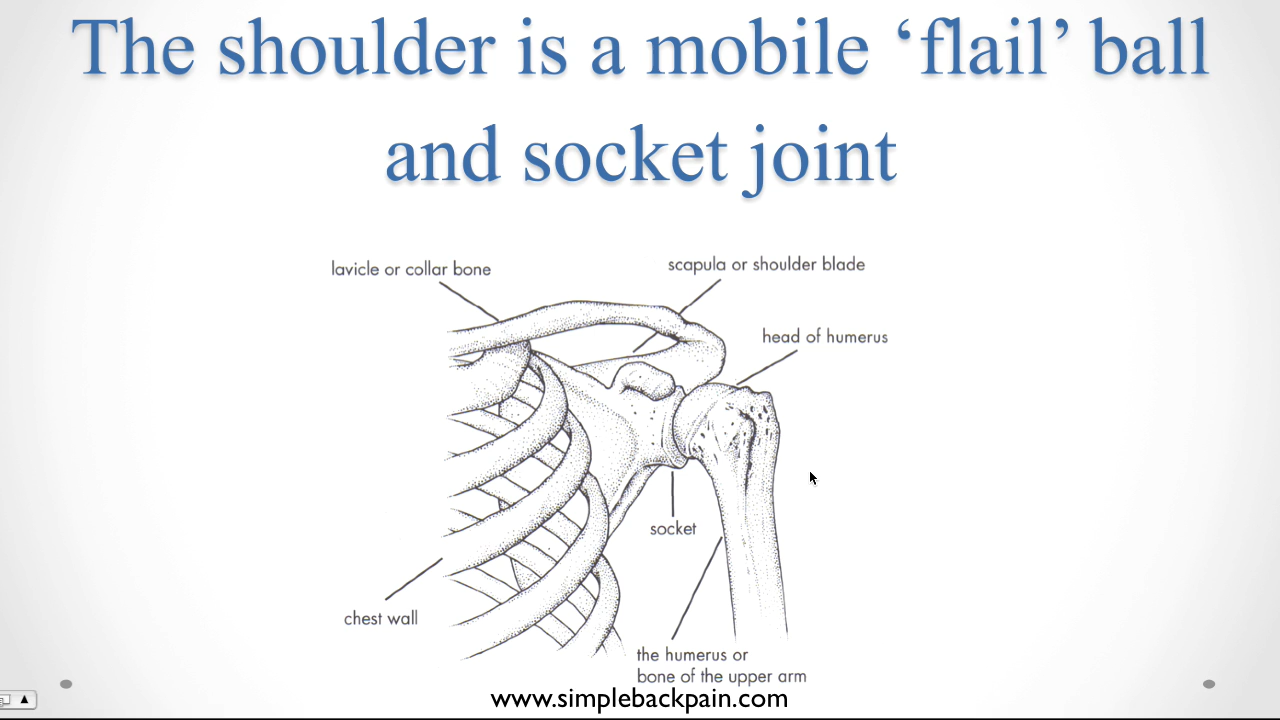 The shoulder is a mobile ‘flail’ ball
and socket joint
lavicle or collar bone
scapula or shoulder blade
head of humerus
socket
chest wall
the humerus or
bone of the upper arm
www.simplebackpain.com